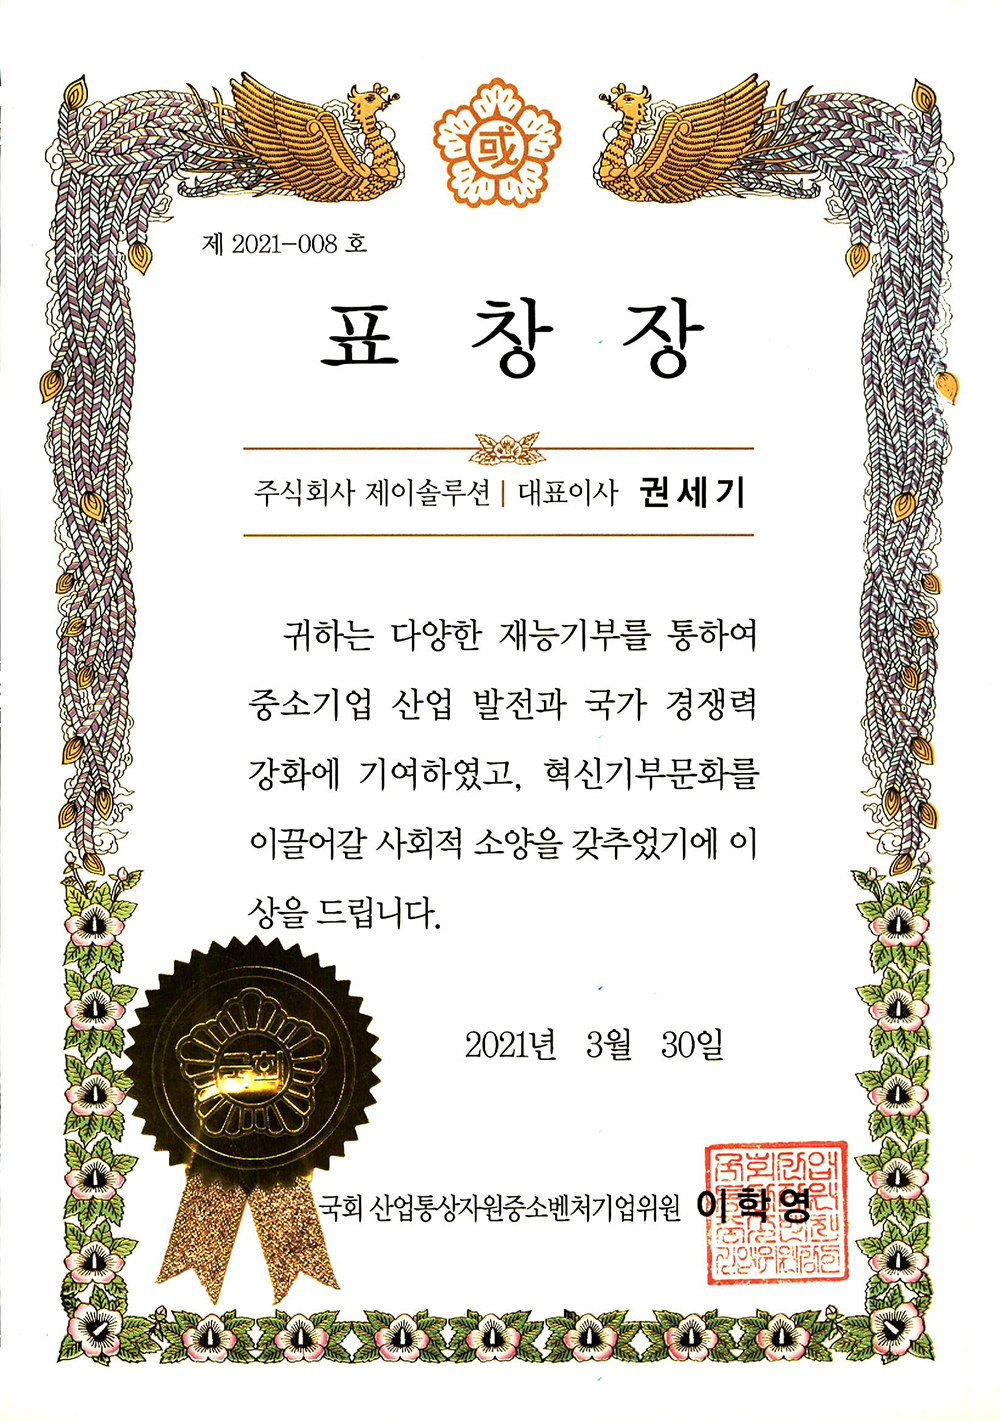 國
제 2021-008 호
표 창 장
주식회사 제이솔루션 | 대표이사 권세기
귀하는 다양한 재능기부를 통하여
중소기업 산업 발전과 국가 경쟁력
강화에 기여하였고, 혁신기부문화를
이끌어갈 사회적 소양을 갖추었기에 이
상을 드립니다.
국회
2021년 3월 30일
국회 산업통상자원중소벤처기업위원 이학영